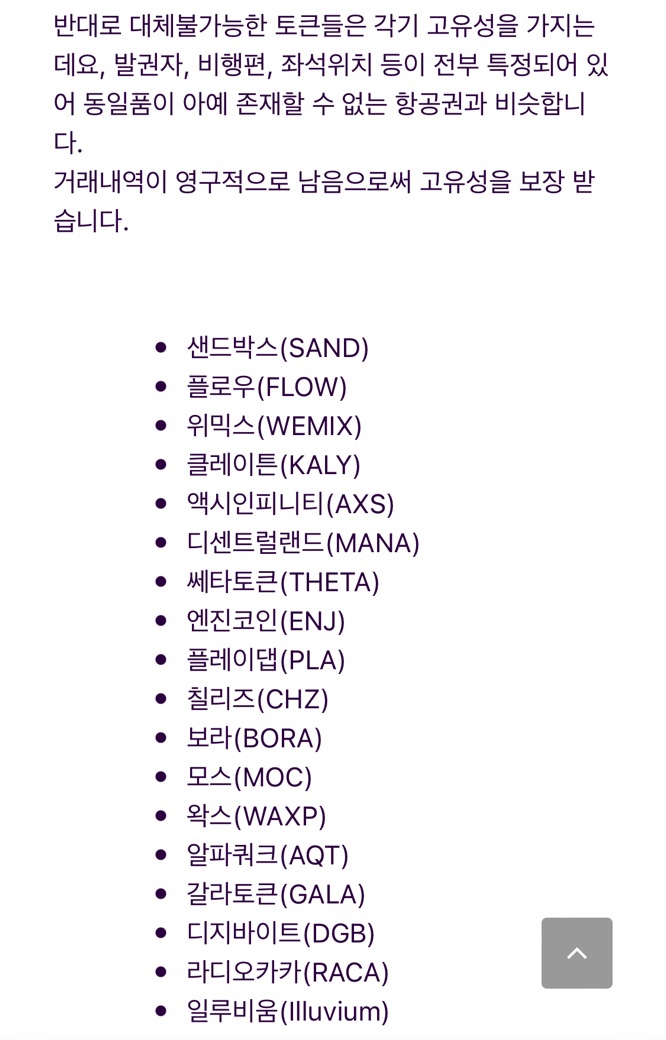 반대로 대체불가능한 토큰들은 각기 고유성을 가지는
데요, 발권자, 비행편, 좌석위치 등이 전부 특정되어 있
어 동일품이 아예 존재할 수 없는 항공권과 비슷합니
다.
거래내역이 영구적으로 남음으로써 고유성을 보장 받
습니다.
• 샌드박스(SAND)
• 플로우(FLOW)
• 위믹스(WEMIX)
• 클레이튼(KALY)
• 액시인피니티(AXS)
• 디센트럴랜드(MANA)
• 쎄타토큰(THETA)
• 엔진코인(ENJ)
• 플레이댑(PLA)
• 칠리즈(CHZ)
• 보라(BORA)
• 모스(MOC)
• 왁스(WAXP)
• 알파쿼크(AQT)
• 갈라토큰(GALA)
• 디지바이트(DGB)
• 라디오카카(RACA)
• 일루비움(Illuvium)